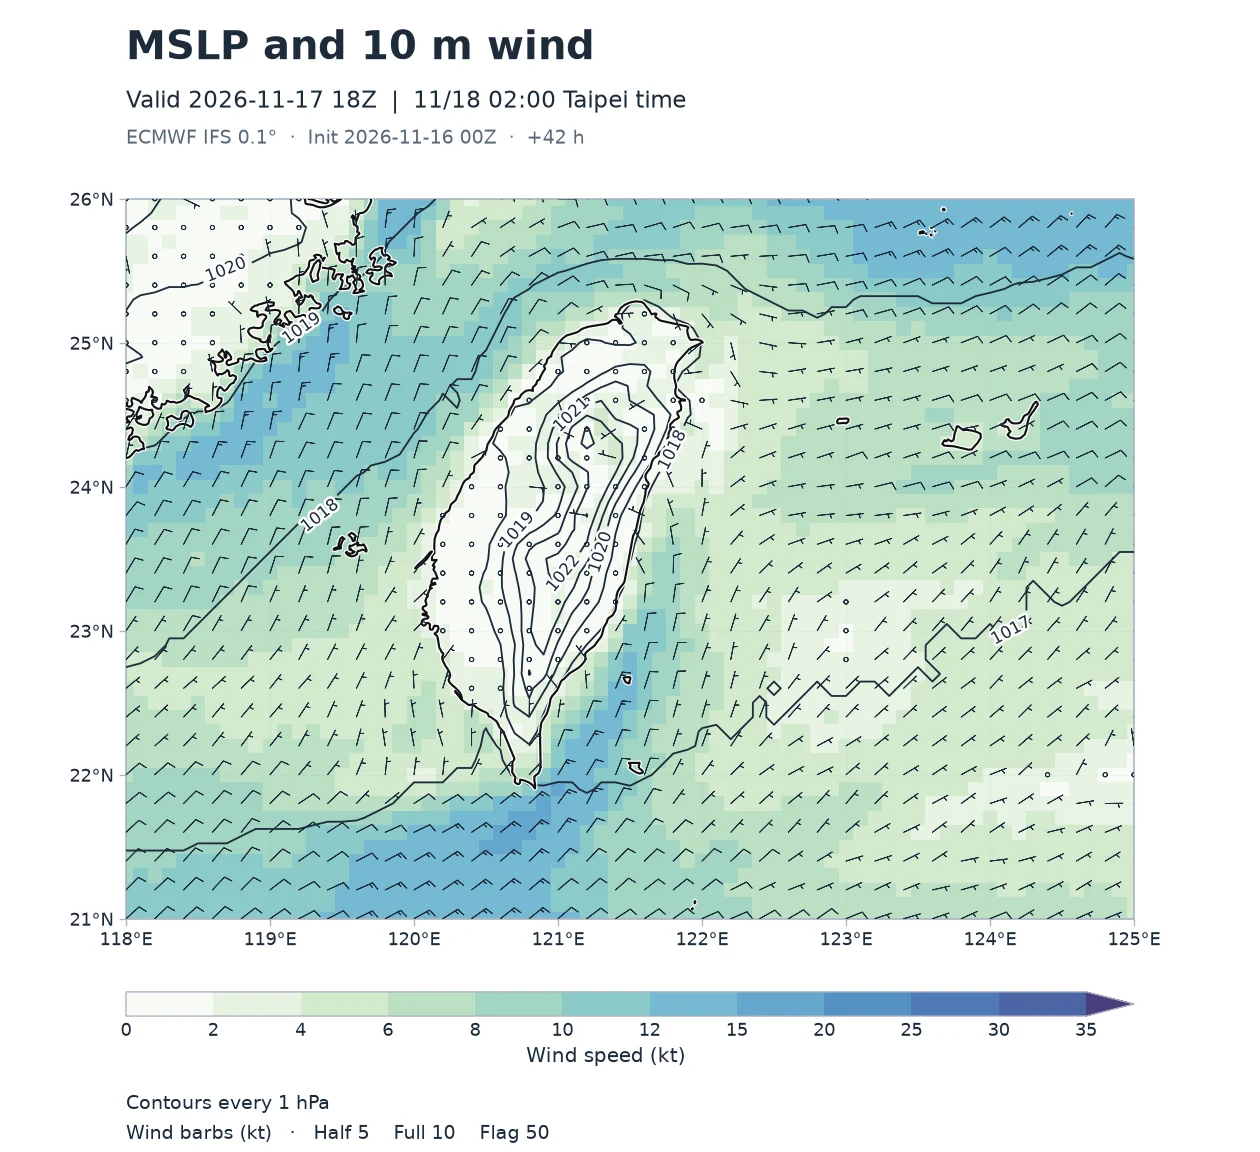 MSLP and 10 m wind
Valid 2026-11-17 18Z | 11/18 02:00 Taipei time
ECMWF IFS 0.1° · Init 2026-11-16 00Z · +42 h
26°N
25°N
24°N
23°N
22°N
21°N
1020
1019
1018
1021
1018
1019
1020
1022
1017
118°E 119°E 120°E 121°E 122°E 123°E 124°E 125°E
0 2 4 6 8 10 12 15 20 25 30 35
Wind speed (kt)
Contours every 1 hPa
Wind barbs (kt) · Half 5 Full 10 Flag 50